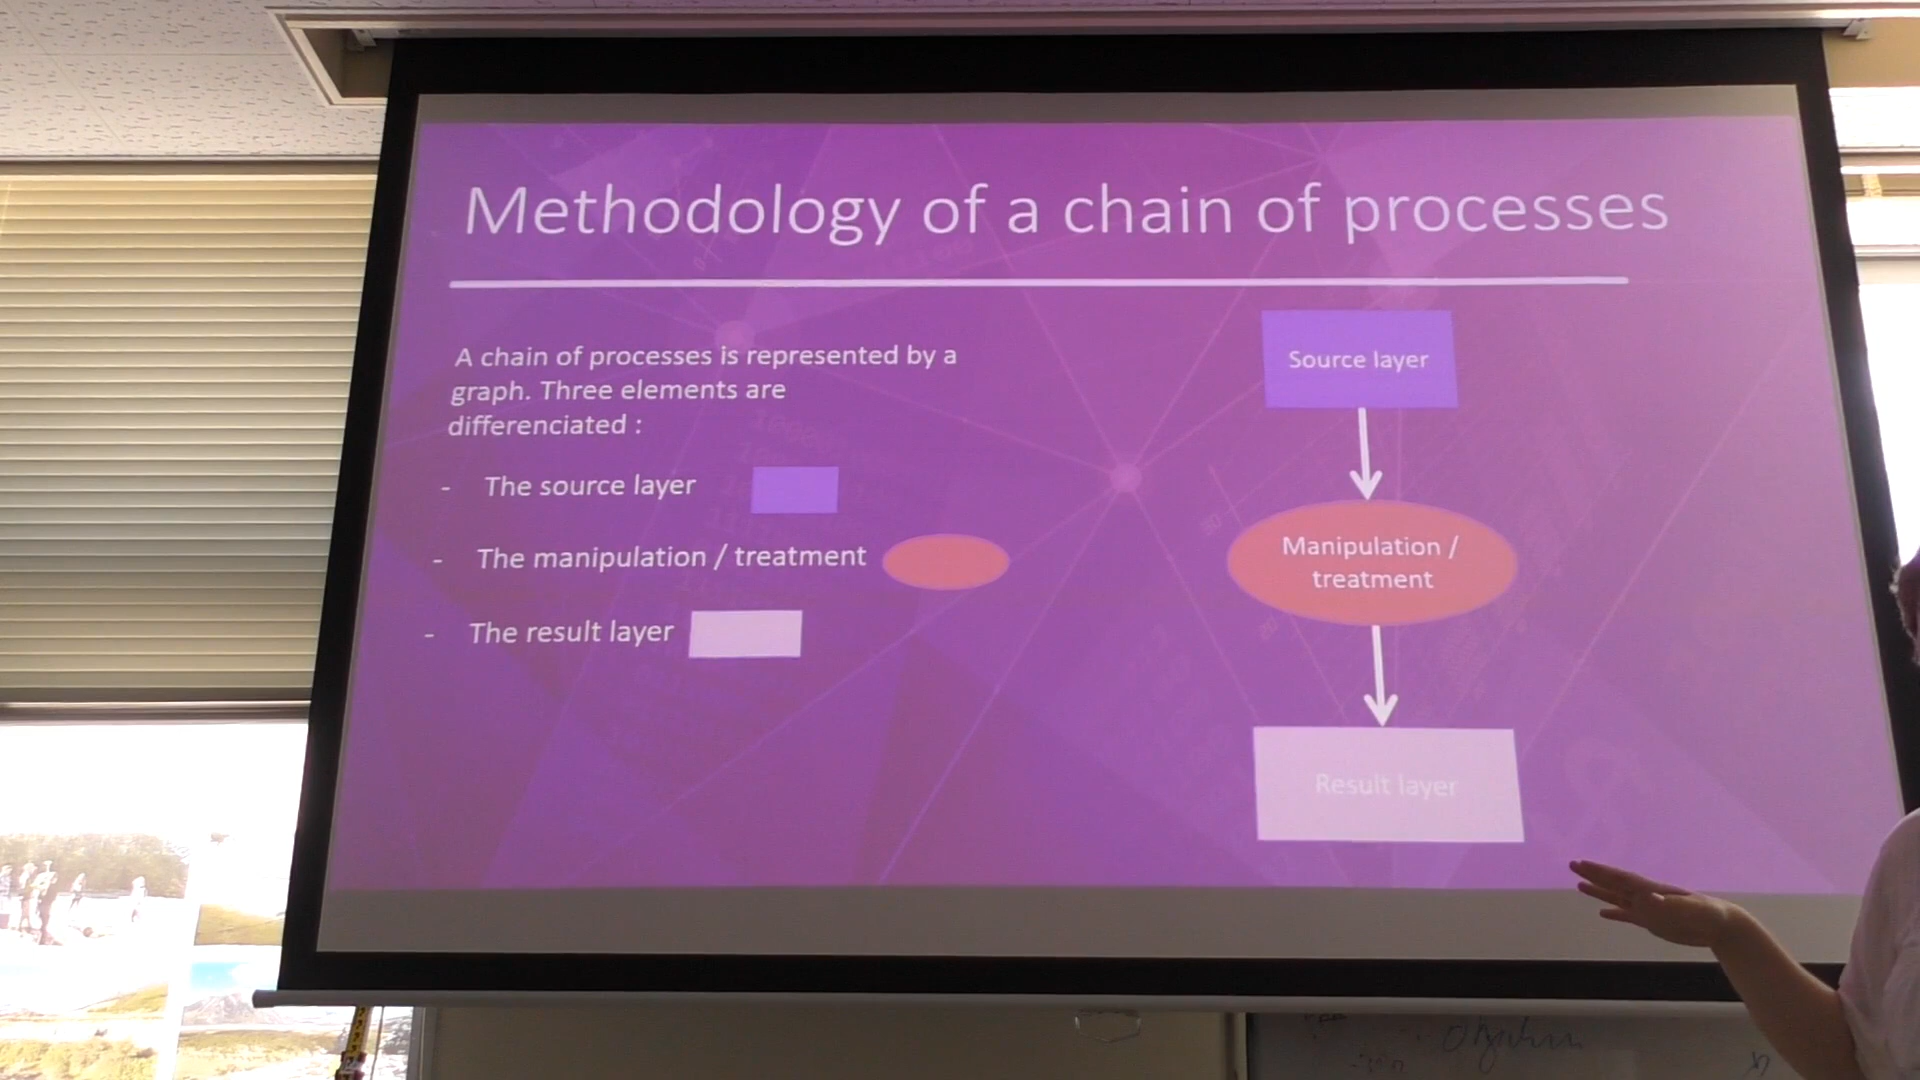 Methodology of a chain of processes
A chain of processes is represented by a
graph. Three elements are
differenciated :
- The source layer
- The manipulation / treatment
- The result layer
Source layer
Manipulation /
treatment
Result layer